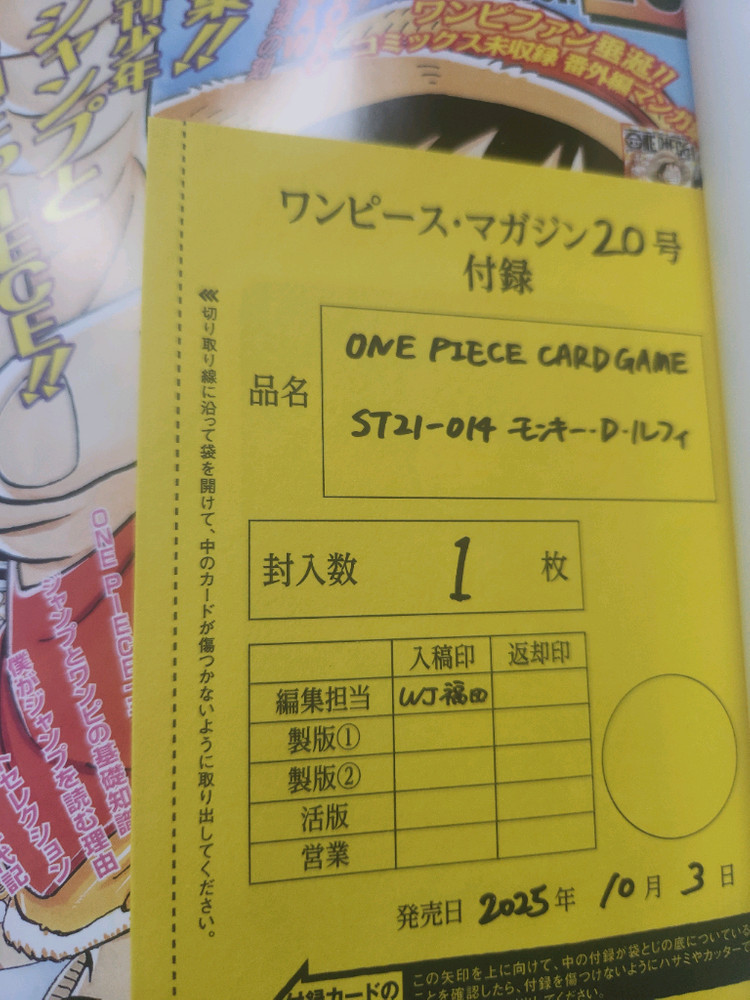 ワンピファン垂涎!!
コミックス未収録 番外編マンガ
刊少年
ジャンプと
PIECE!!
ワンピース・マガジン20号
付録
品名
ONE PIECE CARD GAME
ST21-014 モンキー・D・ルフィ
封入数 1 枚
入稿印 返却印
編集担当 WJ福田
製版①
製版②
活版
営業
発売日 2025年 10月 3日
≪切り取り線に沿って袋を開けて、中のカードが傷つかないように取り出してください。
この矢印を上に向けて、中の付録が袋とじの底についている
ことを確認したら、付録を傷つけないようにハサミやカッターで
付録カードの
ONE PIECE
ジャンプとワンピの基礎知識
僕がジャンプを読む理由
セレクション